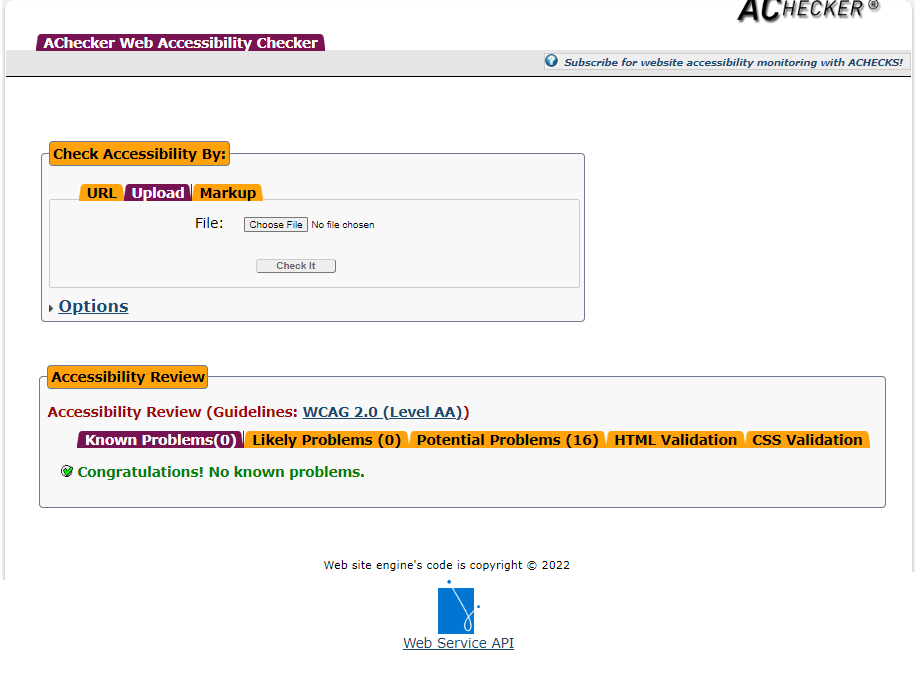 ACHECKER®
AChecker Web Accessibility Checker
Subscribe for website accessibility monitoring with ACHECKS!
Check Accessibility By:
URL Upload Markup
File: Choose File No file chosen
Check It
Options
Accessibility Review
Accessibility Review (Guidelines: WCAG 2.0 (Level AA))
Known Problems(0) Likely Problems (0) Potential Problems (16) HTML Validation CSS Validation
Congratulations! No known problems.
Web site engine's code is copyright © 2022
Web Service API